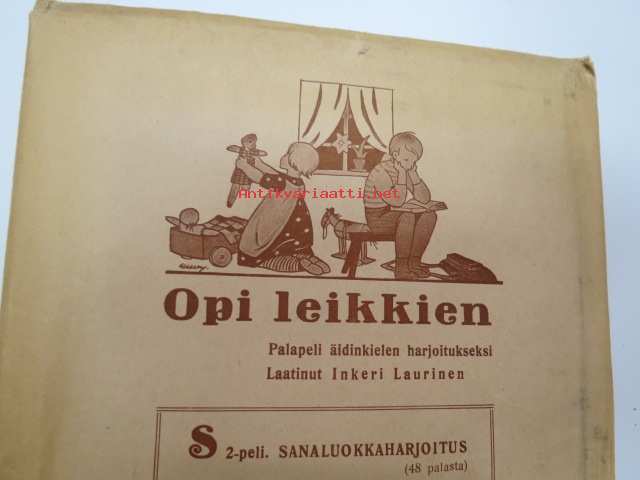 Antikvariaatti.net
Opi leikkien
Palapeli äidinkielen harjoitukseksi
Laatinut Inkeri Laurinen
S 2-peli. SANALUOKKAHARJOITUS
(48 palasta)